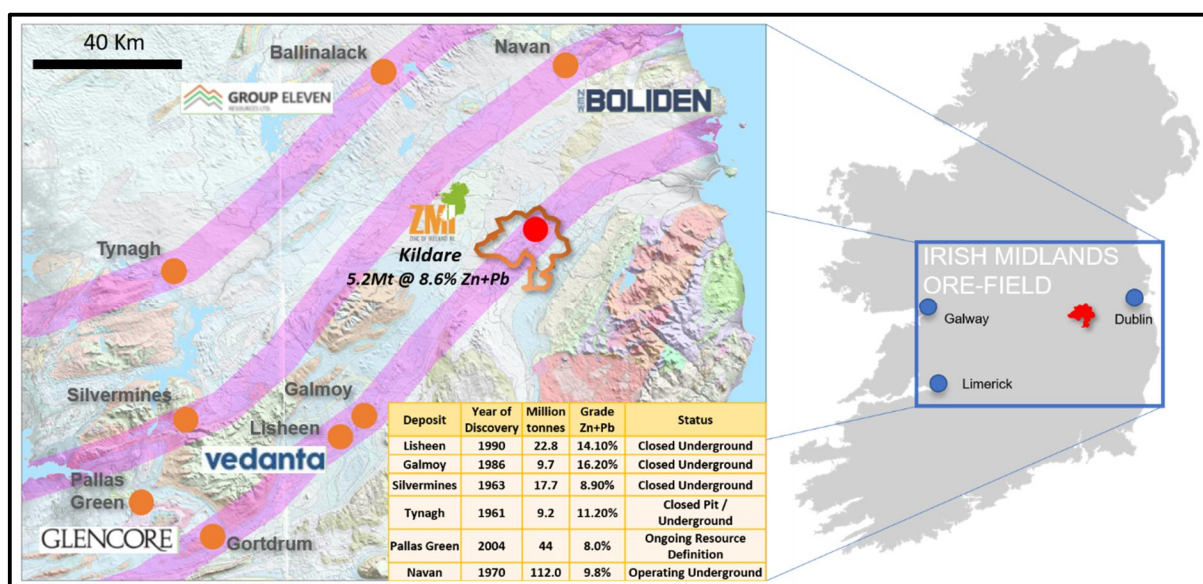 40 Km
Ballinalack
Navan
GROUP ELEVEN
RESOURCES LTD.
NEW BOLIDEN
ZMI
ZINC OF IRELAND NL
Kildare
5.2Mt @ 8.6% Zn+Pb
Tynagh
Silvermines
Galmoy
Lisheen
vedanta
Pallas
Green
GLENCORE
Gortdrum
Deposit Year of Discovery Million tonnes Grade Zn+Pb Status
Lisheen 1990 22.8 14.10% Closed Underground
Galmoy 1986 9.7 16.20% Closed Underground
Silvermines 1963 17.7 8.90% Closed Underground
Tynagh 1961 9.2 11.20% Closed Pit / Underground
Pallas Green 2004 44 8.0% Ongoing Resource Definition
Navan 1970 112.0 9.8% Operating Underground
IRISH MIDLANDS
ORE-FIELD
Galway
Dublin
Limerick